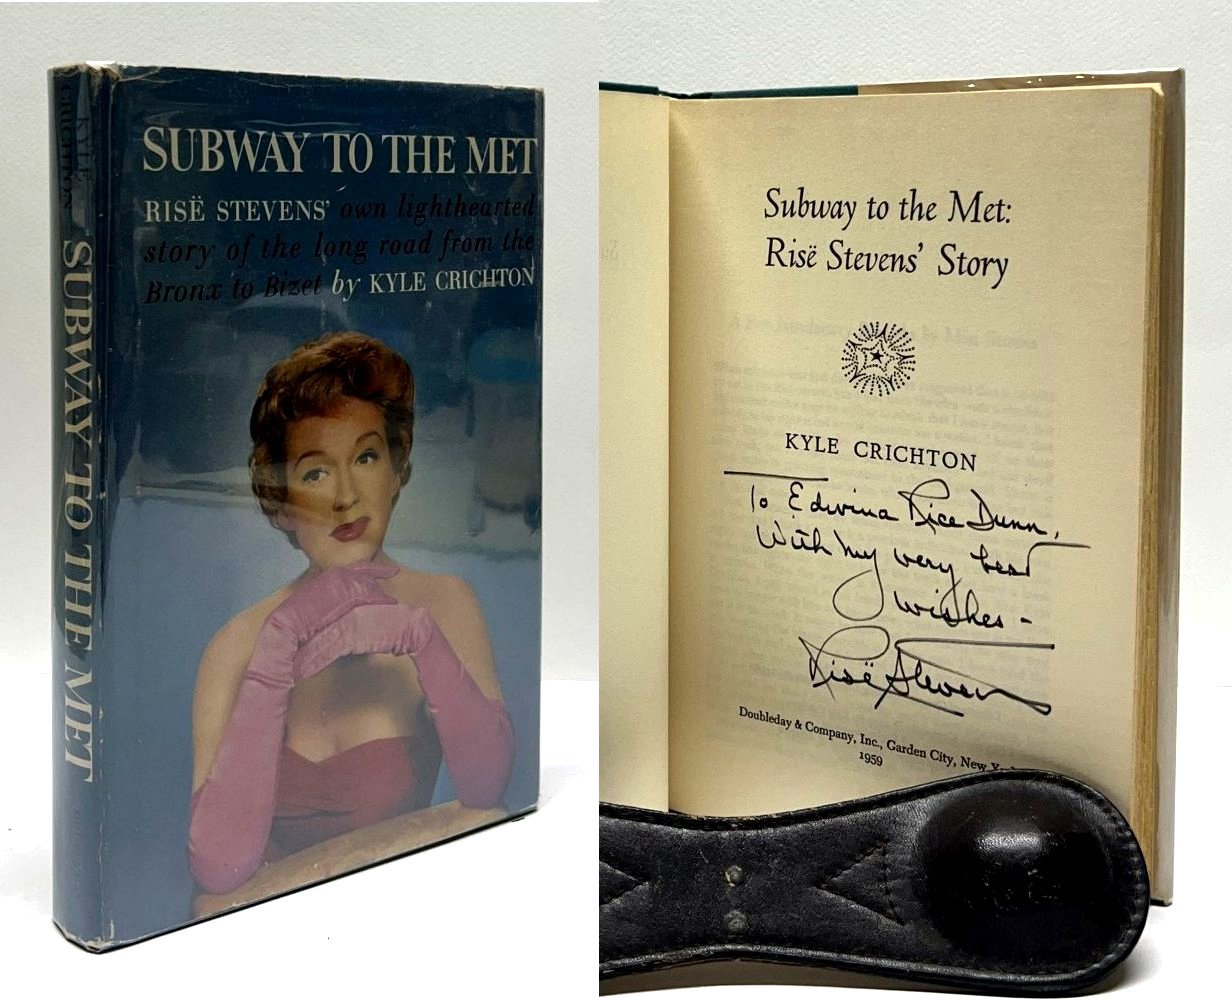 KYLE CRICHTON
SUBWAY TO THE MET
SUBWAY TO THE MET
RISË STEVENS' own lighthearted
story of the long road from the
Bronx to Bizet by KYLE CRICHTON
Subway to the Met:
Risë Stevens' Story
KYLE CRICHTON
To Edwina Rice Dunn,
With my very best
wishes -
Risë Stevens
Doubleday & Company, Inc., Garden City, New
1959